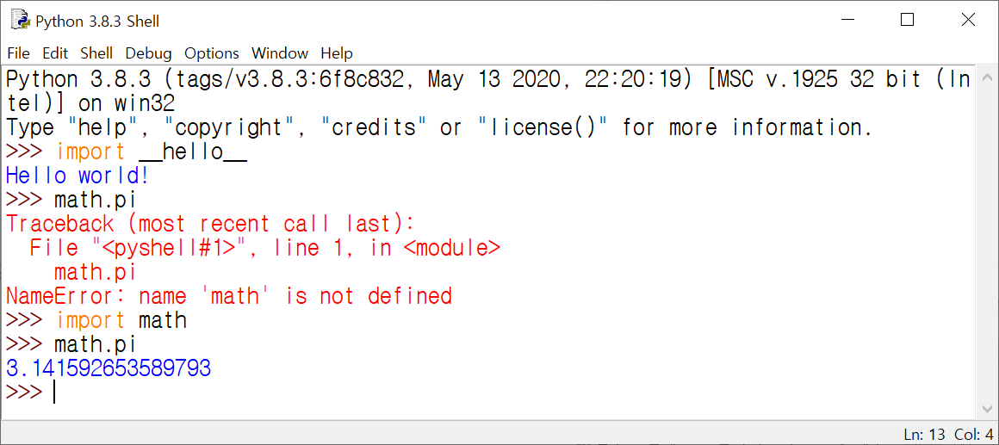 Python 3.8.3 Shell
File Edit Shell Debug Options Window Help
Python 3.8.3 (tags/v3.8.3:6f8c832, May 13 2020, 22:20:19) [MSC v.1925 32 bit (In
tel)] on win32
Type "help", "copyright", "credits" or "license()" for more information.
>>> import __hello__
Hello world!
>>> math.pi
Traceback (most recent call last):
  File "<pyshell#1>", line 1, in <module>
    math.pi
NameError: name 'math' is not defined
>>> import math
>>> math.pi
3.141592653589793
>>>
Ln: 13 Col: 4